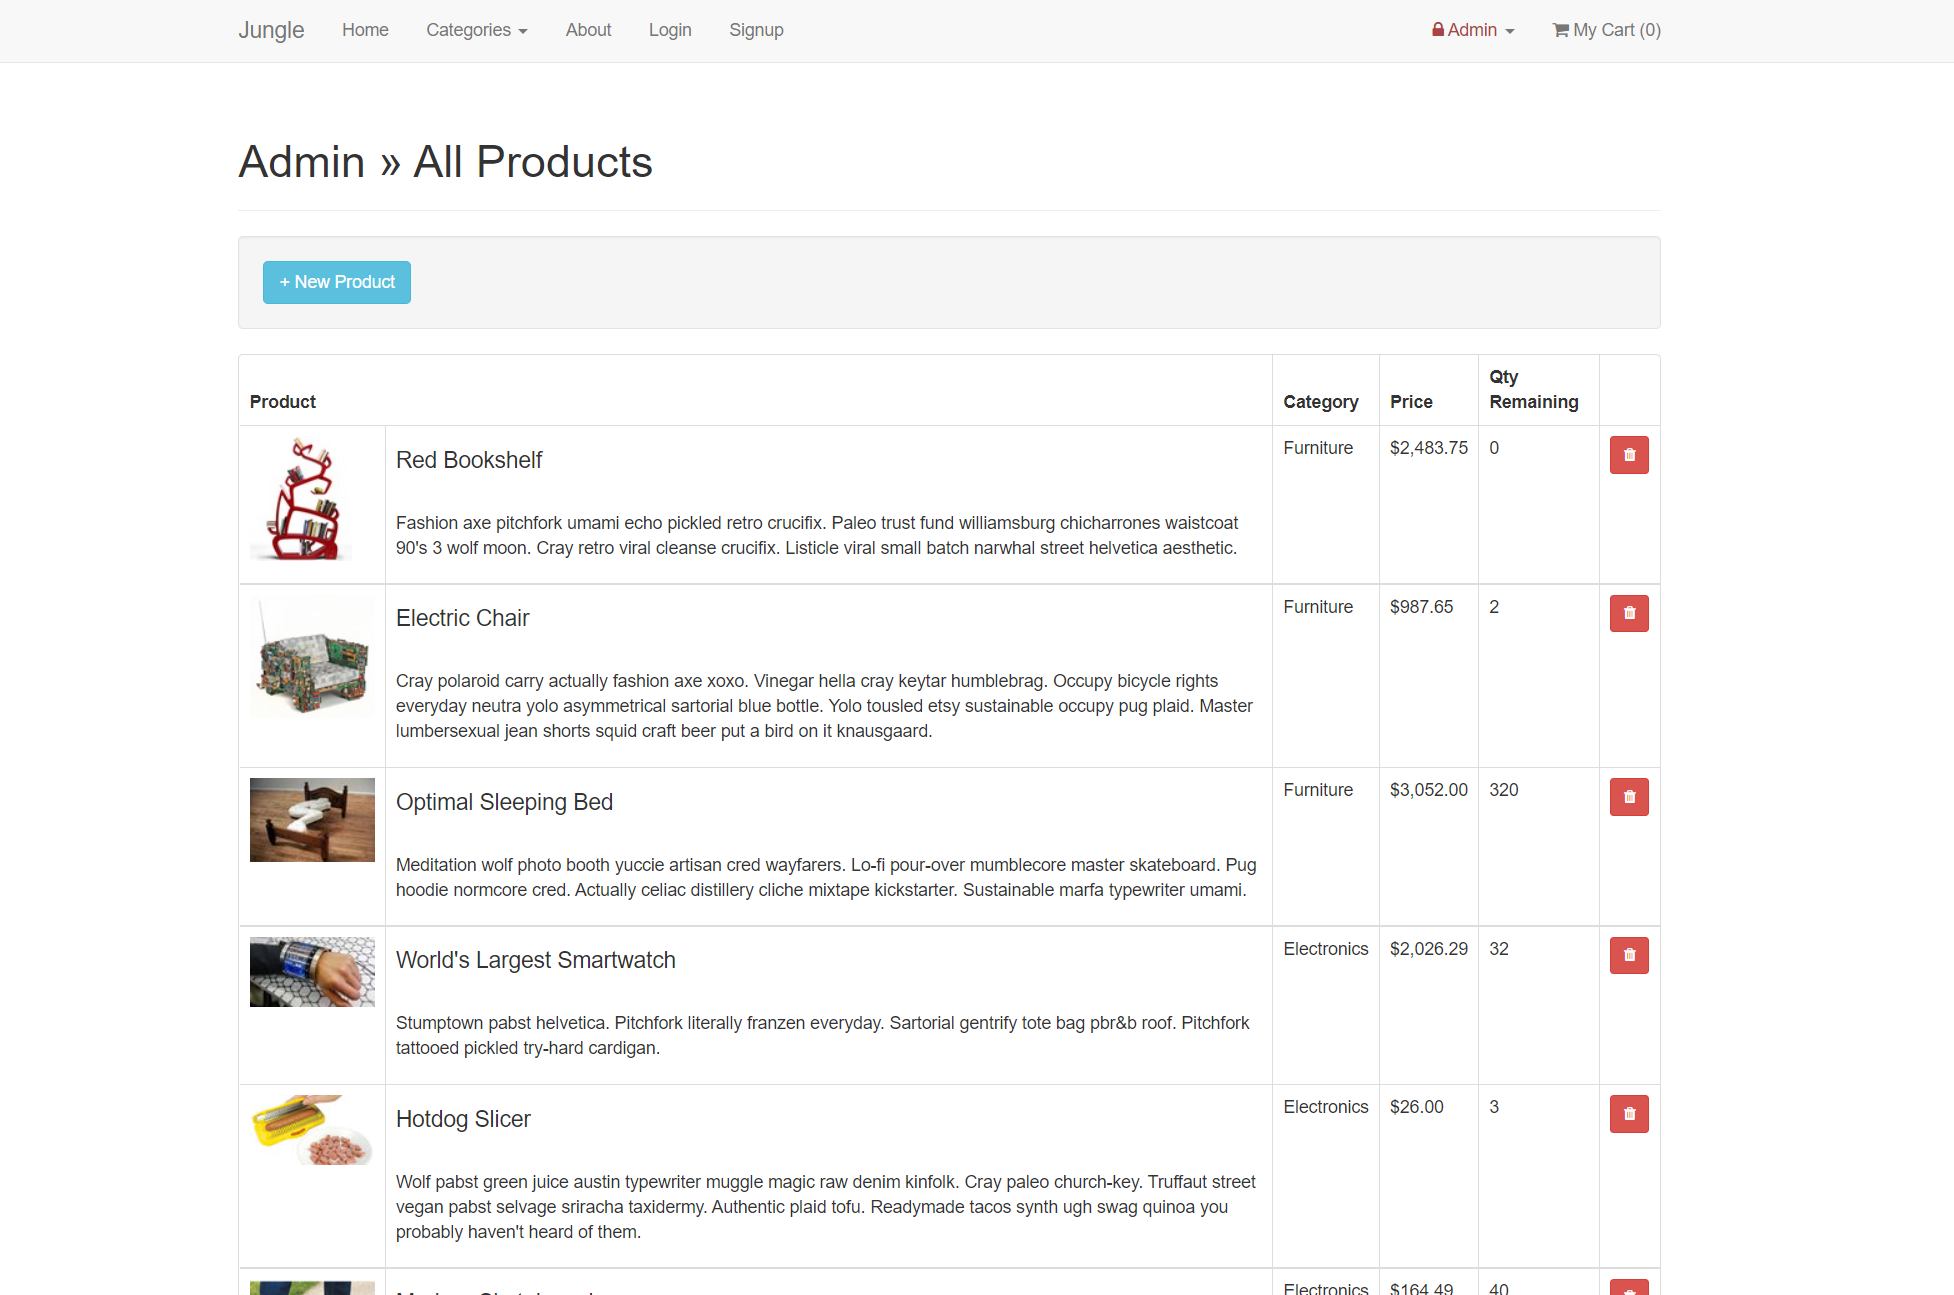 Jungle Home Categories About Login Signup Admin My Cart (0)
Admin » All Products
+ New Product
Product Category Price Qty Remaining
Red Bookshelf
Furniture $2,483.75 0
Fashion axe pitchfork umami echo pickled retro crucifix. Paleo trust fund williamsburg chicharrones waistcoat
90's 3 wolf moon. Cray retro viral cleanse crucifix. Listicle viral small batch narwhal street helvetica aesthetic.
Electric Chair
Furniture $987.65 2
Cray polaroid carry actually fashion axe xoxo. Vinegar hella cray keytar humblebrag. Occupy bicycle rights
everyday neutra yolo asymmetrical sartorial blue bottle. Yolo tousled etsy sustainable occupy pug plaid. Master
lumbersexual jean shorts squid craft beer put a bird on it knausgaard.
Optimal Sleeping Bed
Furniture $3,052.00 320
Meditation wolf photo booth yuccie artisan cred wayfarers. Lo-fi pour-over mumblecore master skateboard. Pug
hoodie normcore cred. Actually celiac distillery cliche mixtape kickstarter. Sustainable marfa typewriter umami.
World's Largest Smartwatch
Electronics $2,026.29 32
Stumptown pabst helvetica. Pitchfork literally franzen everyday. Sartorial gentrify tote bag pbr&b roof. Pitchfork
tattooed pickled try-hard cardigan.
Hotdog Slicer
Electronics $26.00 3
Wolf pabst green juice austin typewriter muggle magic raw denim kinfolk. Cray paleo church-key. Truffaut street
vegan pabst selvage sriracha taxidermy. Authentic plaid tofu. Readymade tacos synth ugh swag quinoa you
probably haven't heard of them.
Electronics $164.49 40